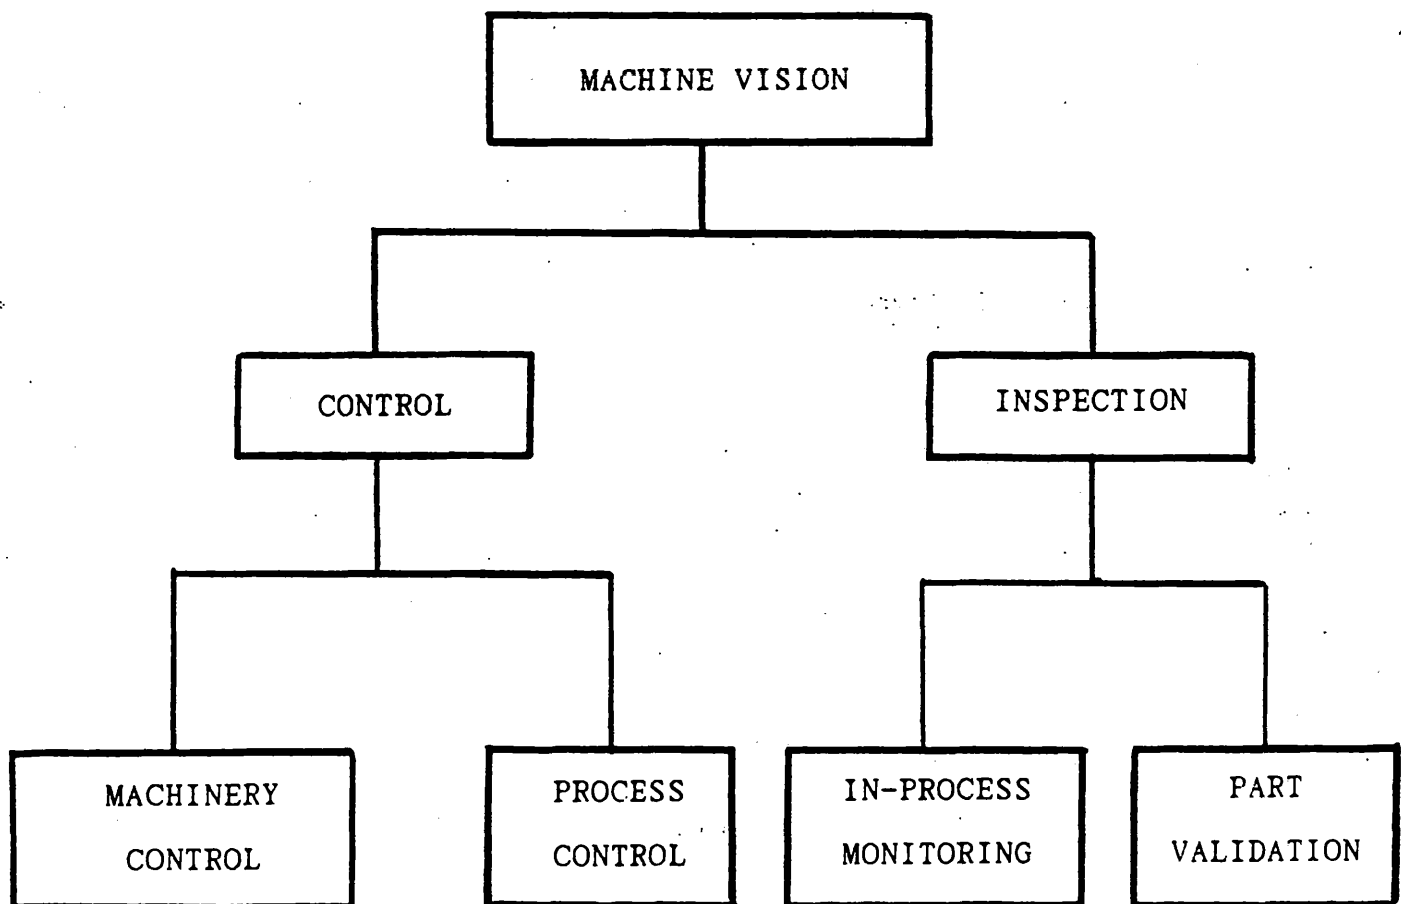 MACHINE VISION
CONTROL
INSPECTION
MACHINERY
CONTROL
PROCESS
CONTROL
IN-PROCESS
MONITORING
PART
VALIDATION